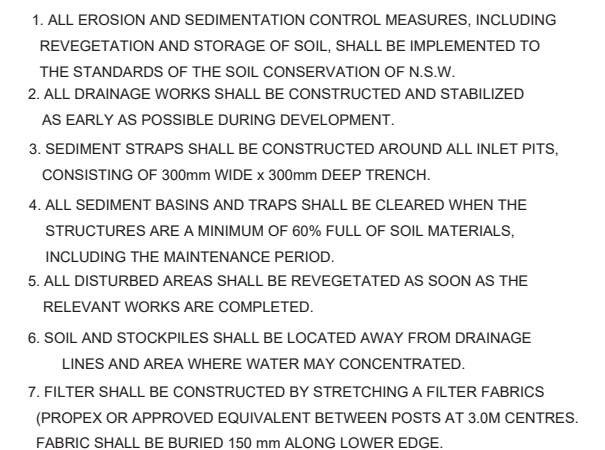 1. ALL EROSION AND SEDIMENTATION CONTROL MEASURES, INCLUDING
REVEGETATION AND STORAGE OF SOIL, SHALL BE IMPLEMENTED TO
THE STANDARDS OF THE SOIL CONSERVATION OF N.S.W.
2. ALL DRAINAGE WORKS SHALL BE CONSTRUCTED AND STABILIZED
AS EARLY AS POSSIBLE DURING DEVELOPMENT.
3. SEDIMENT STRAPS SHALL BE CONSTRUCTED AROUND ALL INLET PITS,
CONSISTING OF 300mm WIDE x 300mm DEEP TRENCH.
4. ALL SEDIMENT BASINS AND TRAPS SHALL BE CLEARED WHEN THE
STRUCTURES ARE A MINIMUM OF 60% FULL OF SOIL MATERIALS,
INCLUDING THE MAINTENANCE PERIOD.
5. ALL DISTURBED AREAS SHALL BE REVEGETATED AS SOON AS THE
RELEVANT WORKS ARE COMPLETED.
6. SOIL AND STOCKPILES SHALL BE LOCATED AWAY FROM DRAINAGE
LINES AND AREA WHERE WATER MAY CONCENTRATED.
7. FILTER SHALL BE CONSTRUCTED BY STRETCHING A FILTER FABRICS
(PROPEX OR APPROVED EQUIVALENT BETWEEN POSTS AT 3.0M CENTRES.
FABRIC SHALL BE BURIED 150 mm ALONG LOWER EDGE.